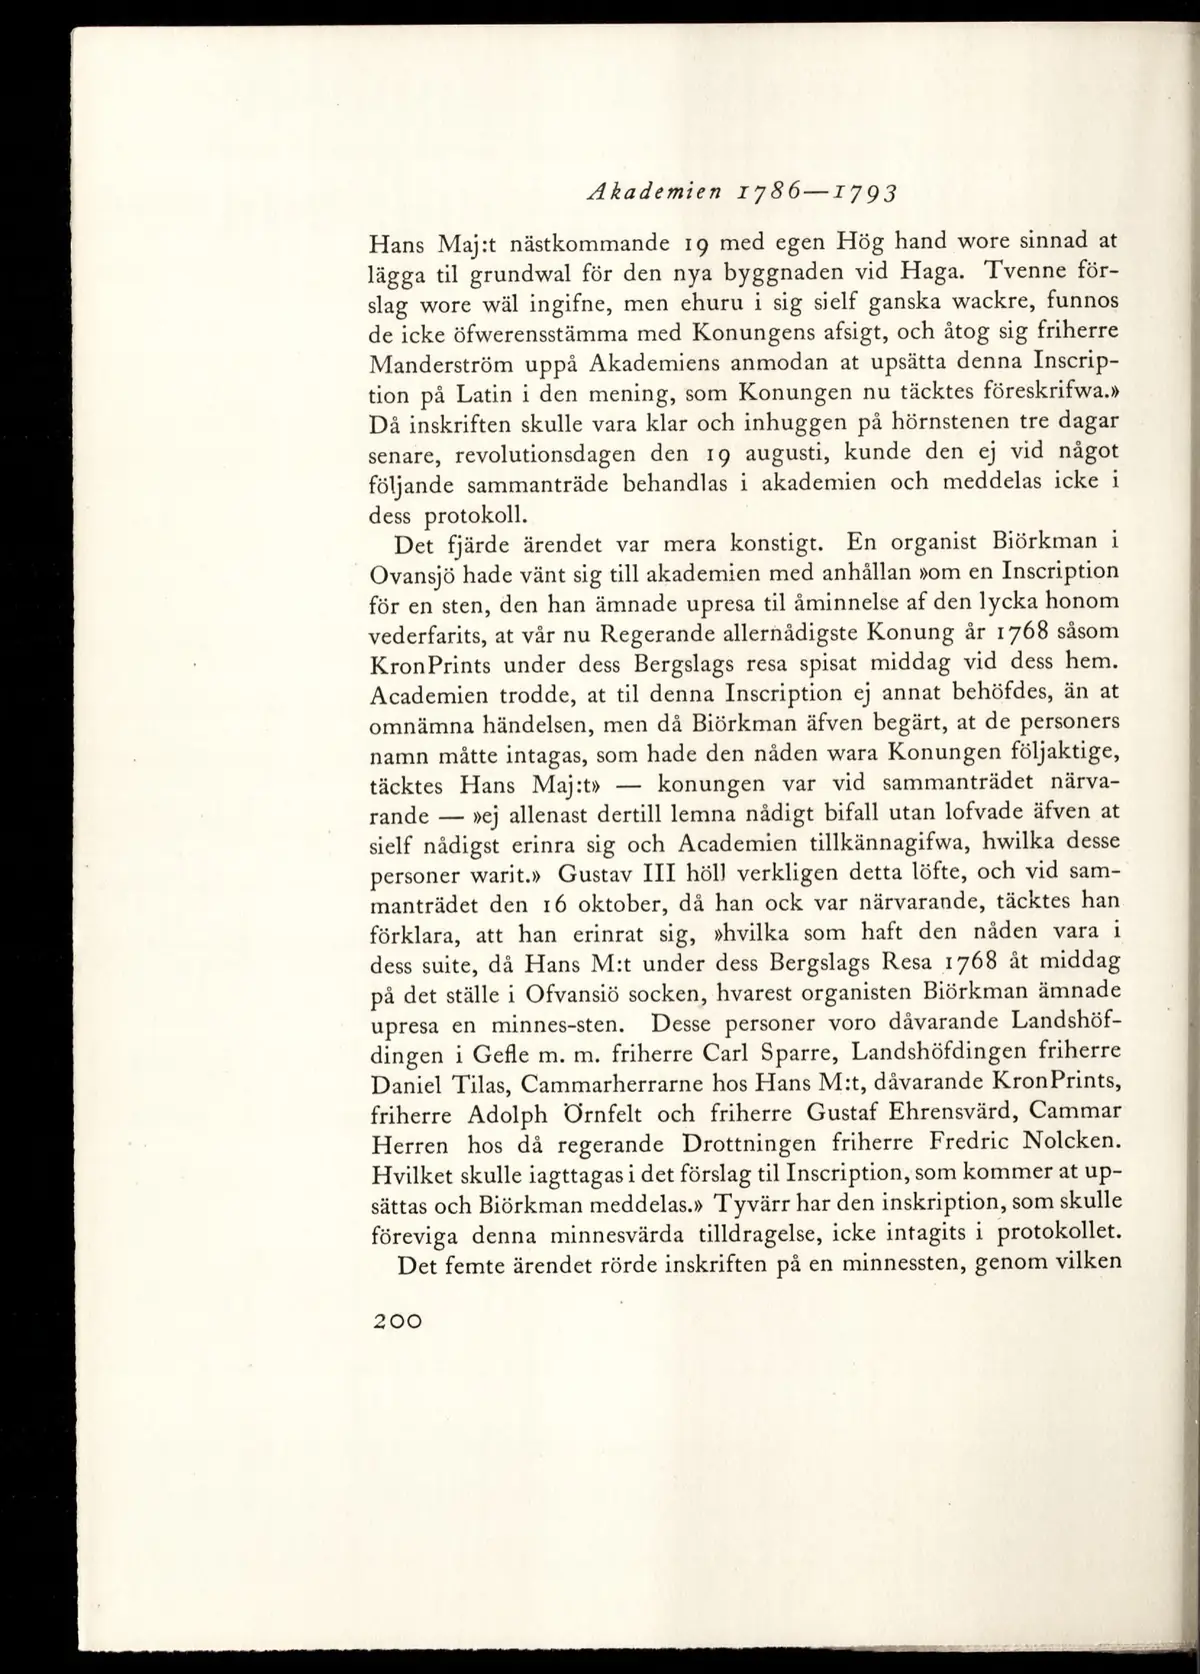 Akademien 1786—1793
Hans Maj:t nästkommande 19 med egen Hög hand wore sinnad at
lägga til grundwal för den nya byggnaden vid Haga. Tvenne för-
slag wore wäl ingifne, men ehuru i sig sielf ganska wackre, funnos
de icke öfwerensstämma med Konungens afsigt, och åtog sig friherre
Manderström uppå Akademiens anmodan at upsätta denna Inscrip-
tion på Latin i den mening, som Konungen nu täcktes föreskrifwa.»
Då inskriften skulle vara klar och inhuggen på hörnstenen tre dagar
senare, revolutionsdagen den 19 augusti, kunde den ej vid något
följande sammanträde behandlas i akademien och meddelas icke i
dess protokoll.
Det fjärde ärendet var mera konstigt. En organist Biörkman i
Ovansjö hade vänt sig till akademien med anhållan »om en Inscription
för en sten, den han ämnade upresa til åminnelse af den lycka honom
vederfarits, at vår nu Regerande allernådigste Konung år 1768 såsom
KronPrints under dess Bergslags resa spisat middag vid dess hem.
Academien trodde, at til denna Inscription ej annat behöfdes, än at
omnämna händelsen, men då Biörkman äfven begärt, at de personers
namn måtte intagas, som hade den nåden wara Konungen följaktige,
täcktes Hans Maj:t» — konungen var vid sammanträdet närva-
rande — »ej allenast dertill lemna nådigt bifall utan lofvade äfven at
sielf nådigst erinra sig och Academien tillkännagifwa, hwilka desse
personer warit.» Gustav III höll verkligen detta löfte, och vid sam-
manträdet den 16 oktober, då han ock var närvarande, täcktes han
förklara, att han erinrat sig, »hvilka som haft den nåden vara i
dess suite, då Hans M:t under dess Bergslags Resa 1768 åt middag
på det ställe i Ofvansiö socken, hvarest organisten Biörkman ämnade
upresa en minnes-sten. Desse personer voro dåvarande Landshöf-
dingen i Gefle m. m. friherre Carl Sparre, Landshöfdingen friherre
Daniel Tilas, Cammarherrarne hos Hans M:t, dåvarande KronPrints,
friherre Adolph Örnfelt och friherre Gustaf Ehrensvärd, Cammar
Herren hos då regerande Drottningen friherre Fredric Nolcken.
Hvilket skulle iagttagas i det förslag til Inscription, som kommer at up-
sättas och Biörkman meddelas.» Tyvärr har den inskription, som skulle
föreviga denna minnesvärda tilldragelse, icke intagits i protokollet.
Det femte ärendet rörde inskriften på en minnessten, genom vilken
200